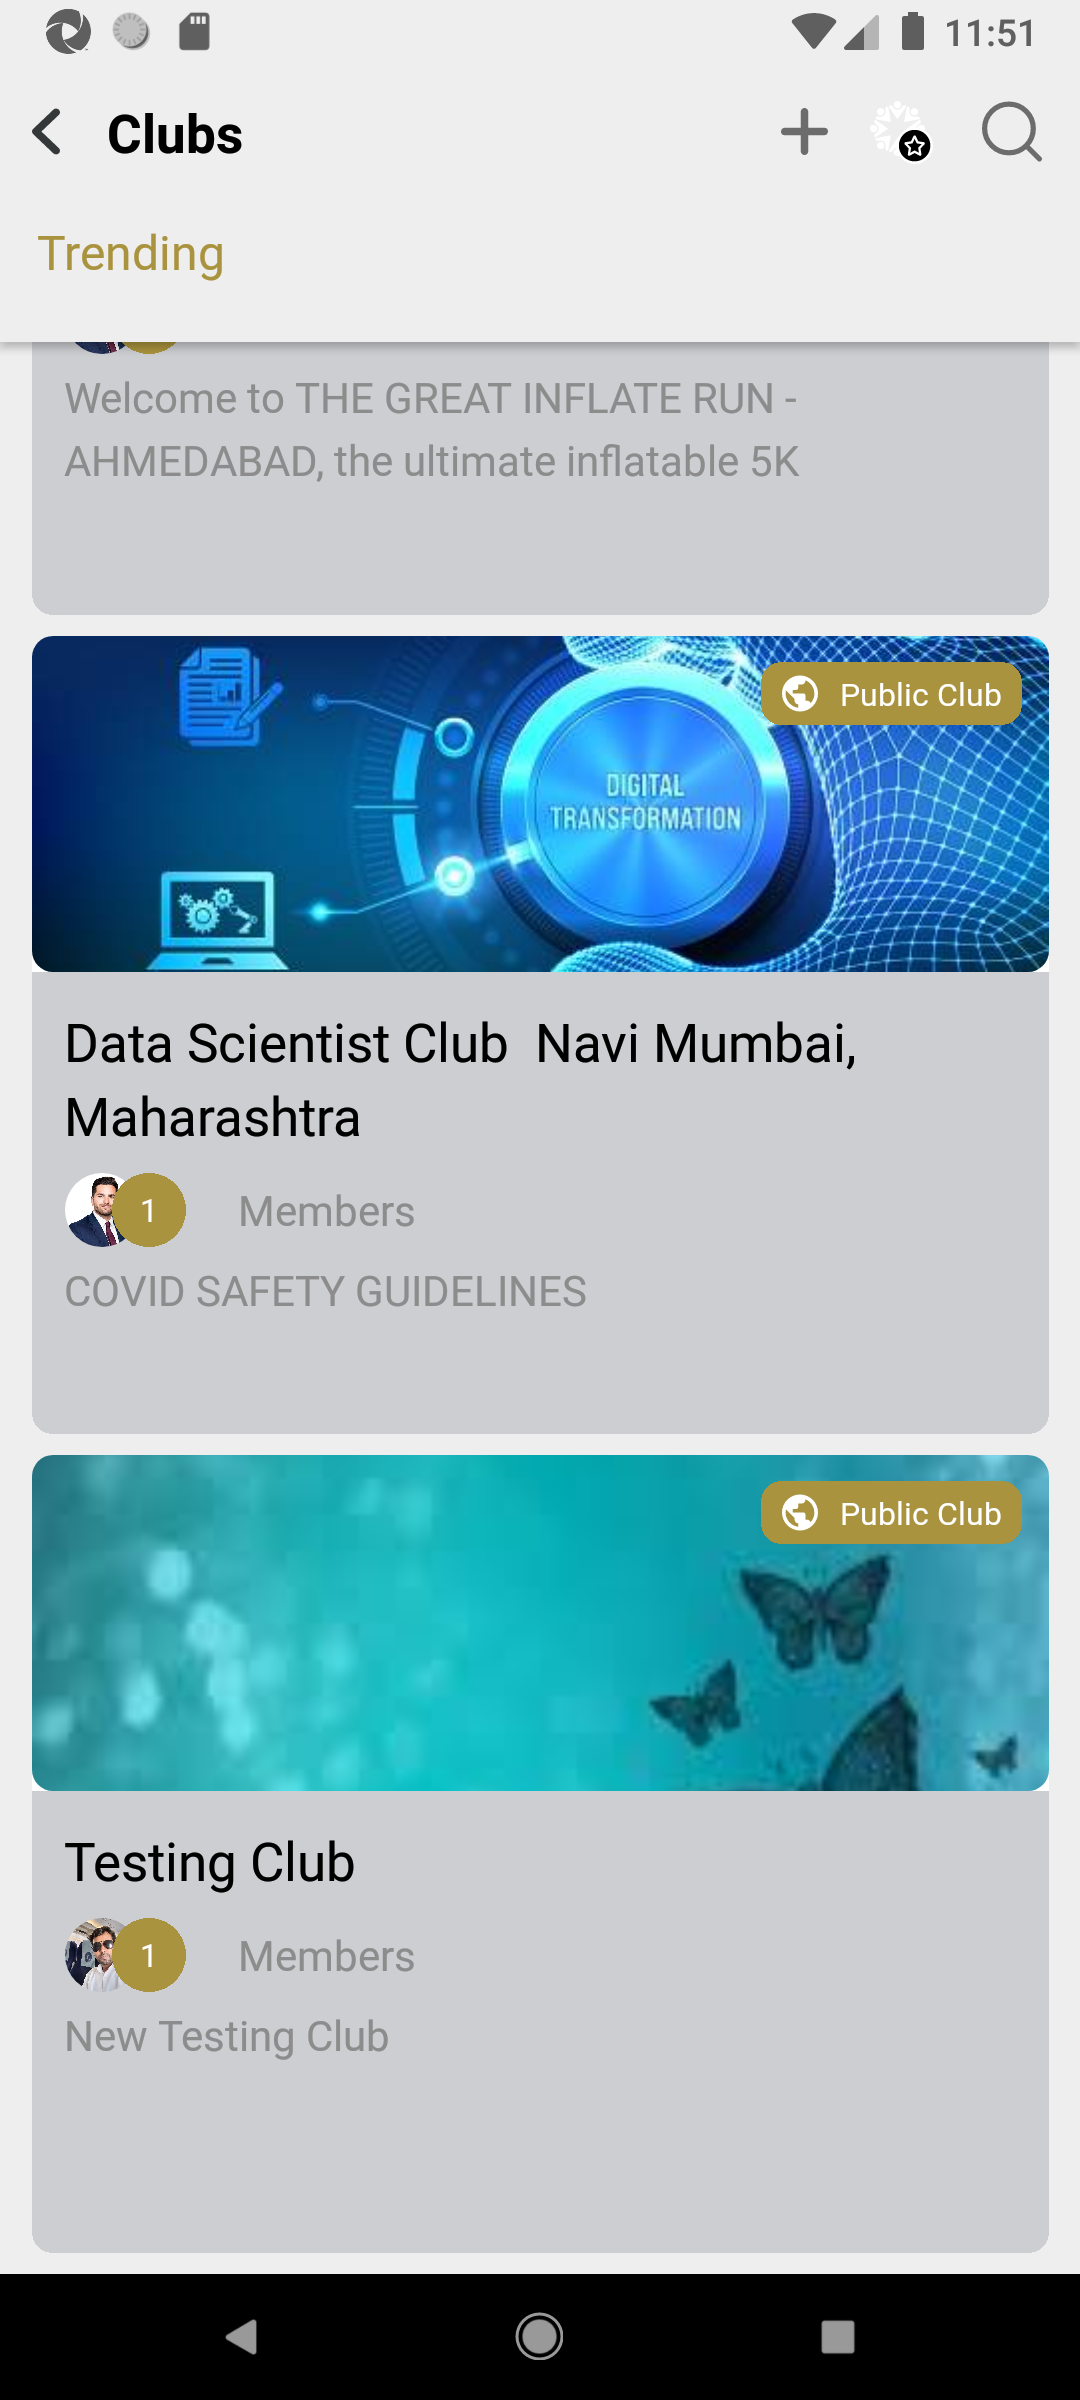 11:51
Clubs
Trending
Welcome to THE GREAT INFLATE RUN -
AHMEDABAD, the ultimate inflatable 5K
Public Club
DIGITAL
TRANSFORMATION
Data Scientist Club  Navi Mumbai,
Maharashtra
1 Members
COVID SAFETY GUIDELINES
Public Club
Testing Club
1 Members
New Testing Club